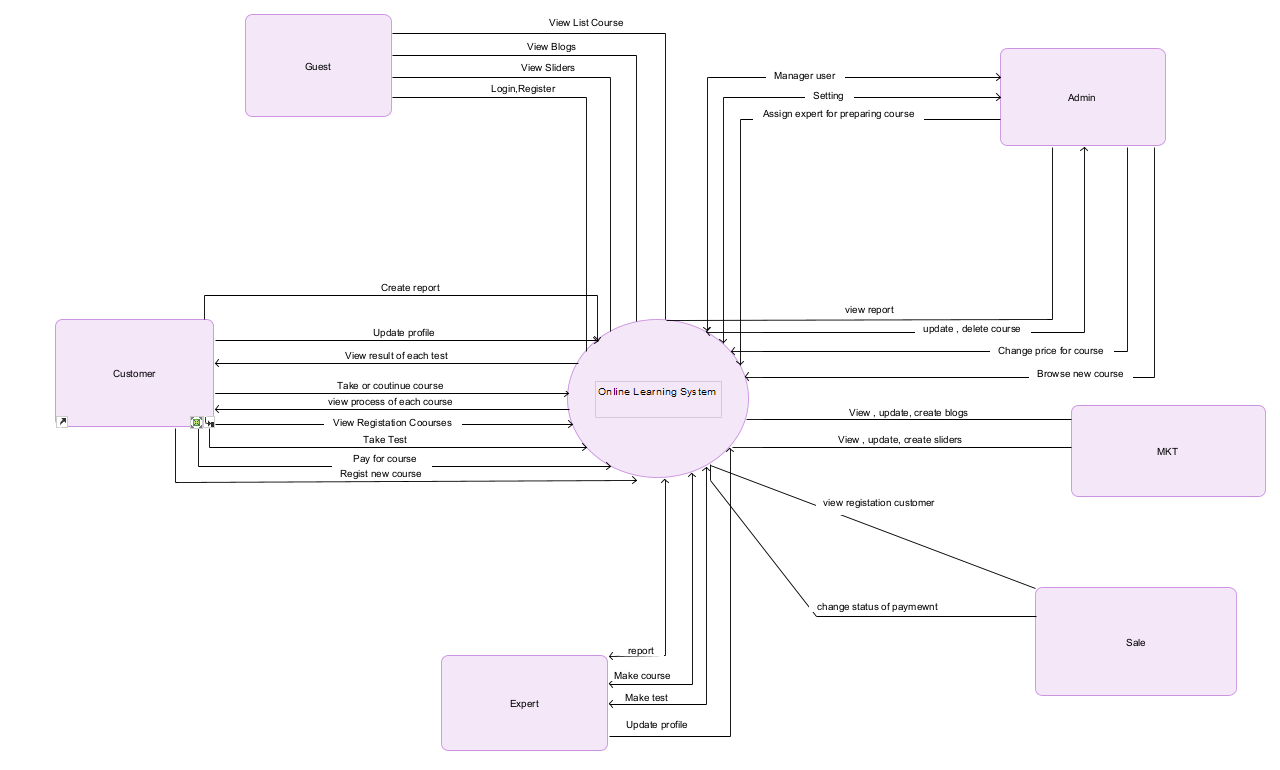 View List Course
View Blogs
Guest
View Sliders
Login,Register
Manager user
Setting
Admin
Assign expert for preparing course
Create report
view report
update , delete course
Update profile
Change price for course
View result of each test
Customer
Browse new course
Take or coutinue course
Online Learning System
view process of each course
View , update, create blogs
View Registation Coourses
Take Test
View , update, create sliders
MKT
Pay for course
Regist new course
view registation customer
change status of paymewnt
Sale
report
Make course
Make test
Expert
Update profile